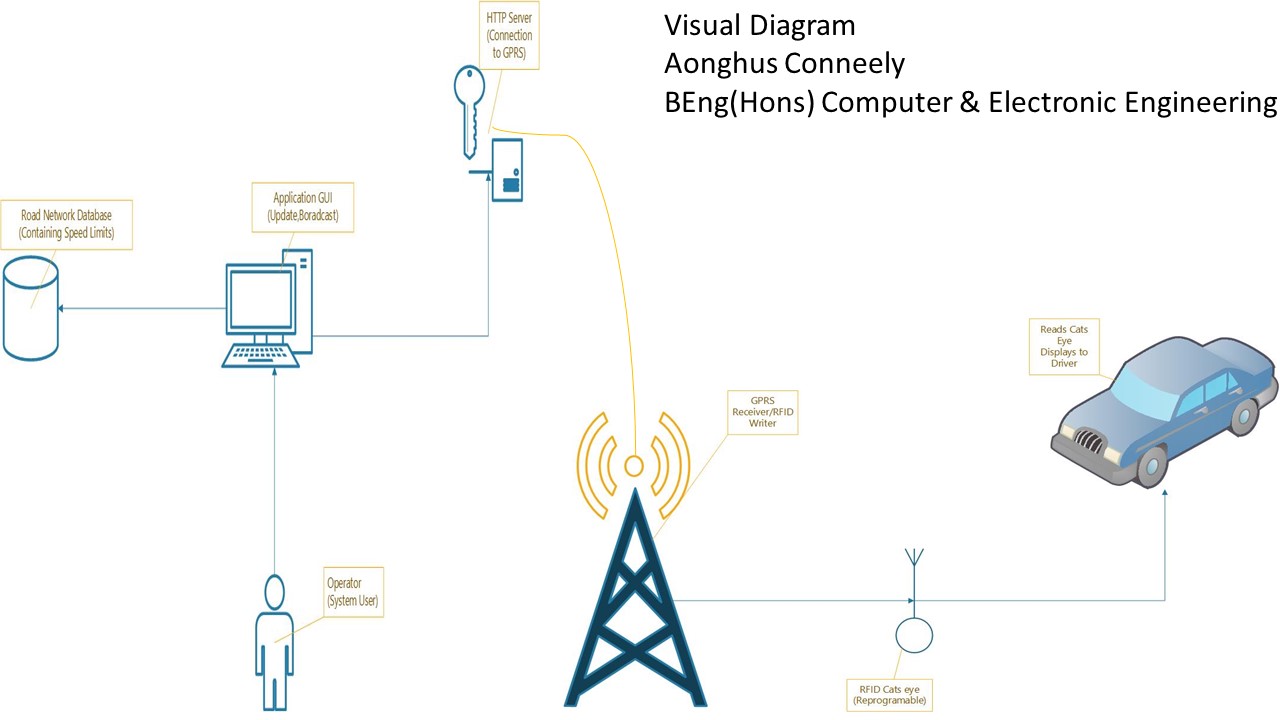 Visual Diagram
Aonghus Conneely
BEng(Hons) Computer & Electronic Engineering
HTTP Server
(Connection
to GPRS)
Application GUI
(Update,Boradcast)
Road Network Database
(Containing Speed Limits)
Reads Cats
Eye
Displays to
Driver
GPRS
Receiver/RFID
Writer
Operator
(System User)
RFID Cats eye
(Reprogramable)